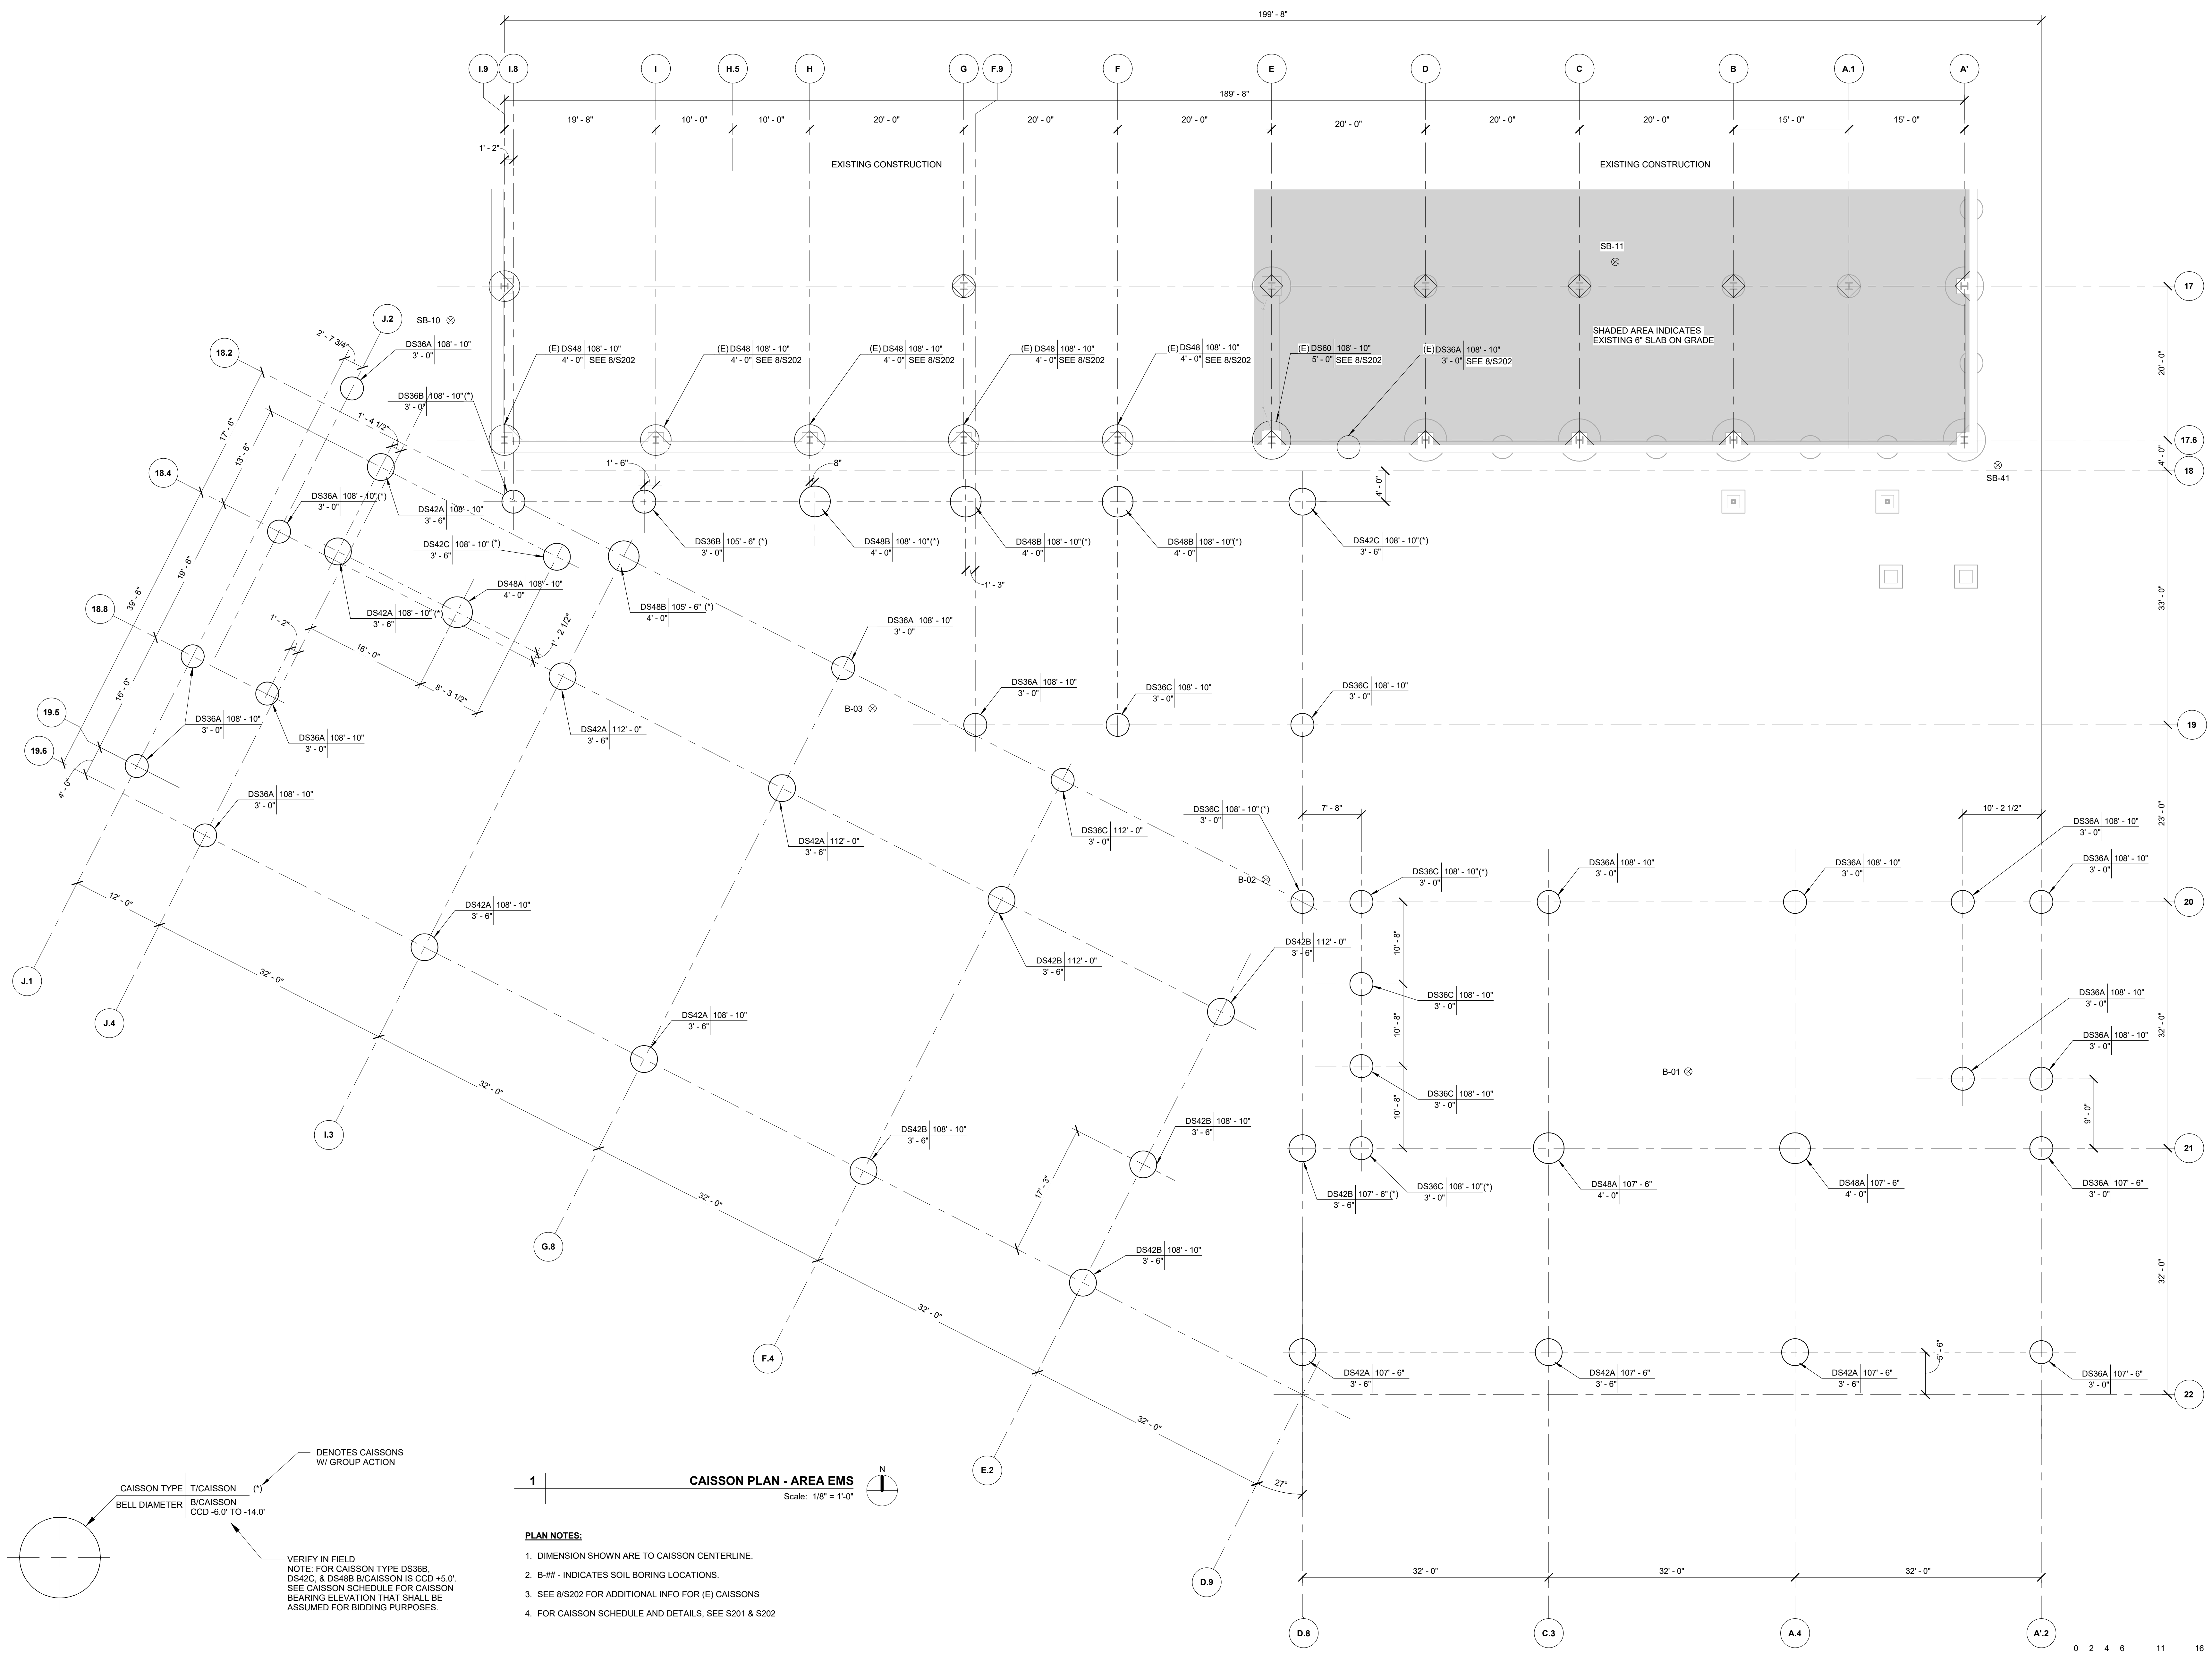 199' - 8"
I.9
I.8
I
H.5
H
G
F.9
F
E
D
C
B
A.1
A'
189' - 8"
19' - 8"
10' - 0"
10' - 0"
20' - 0"
20' - 0"
20' - 0"
20' - 0"
20' - 0"
20' - 0"
15' - 0"
15' - 0"
1' - 2"
EXISTING CONSTRUCTION
EXISTING CONSTRUCTION
SB-11
17
SHADED AREA INDICATES
EXISTING 6" SLAB ON GRADE
20' - 0"
J.2
SB-10
18.2
2' - 7 3/4"
DS36A 108' - 10"
3' - 0"
(E) DS48 108' - 10"
4' - 0" SEE 8/S202
(E) DS48 108' - 10"
4' - 0" SEE 8/S202
(E) DS48 108' - 10"
4' - 0" SEE 8/S202
(E) DS48 108' - 10"
4' - 0" SEE 8/S202
(E) DS48 108' - 10"
4' - 0" SEE 8/S202
(E) DS60 108' - 10"
5' - 0" SEE 8/S202
(E) DS36A 108' - 10"
3' - 0" SEE 8/S202
DS36B 108' - 10"(*)
3' - 0"
1' - 4 1/2"
17' - 6"
13' - 6"
17.6
4' - 0"
18
SB-41
18.4
1' - 6"
8"
4' - 0"
DS36A 108' - 10"(*)
3' - 0"
DS42A 108' - 10"
3' - 6"
DS42C 108' - 10" (*)
3' - 6"
DS36B 105' - 6" (*)
3' - 0"
DS48B 108' - 10"(*)
4' - 0"
DS48B 108' - 10"(*)
4' - 0"
DS48B 108' - 10"(*)
4' - 0"
DS42C 108' - 10"(*)
3' - 6"
19' - 6"
39' - 6"
1' - 3"
DS48A 108' - 10"
4' - 0"
DS48B 105' - 6" (*)
4' - 0"
DS42A 108' - 10" (*)
3' - 6"
18.8
1' - 2"
1' - 2 1/2"
16' - 0"
8' - 3 1/2"
33' - 0"
DS36A 108' - 10"
3' - 0"
16' - 0"
DS36A 108' - 10"
3' - 0"
DS36C 108' - 10"
3' - 0"
DS36C 108' - 10"
3' - 0"
B-03
19
19.5
19.6
DS36A 108' - 10"
3' - 0"
DS36A 108' - 10"
3' - 0"
DS42A 112' - 0"
3' - 6"
4' - 0"
DS36A 108' - 10"
3' - 0"
DS42A 112' - 0"
3' - 6"
DS36C 112' - 0"
3' - 0"
DS36C 108' - 10"(*)
3' - 0"
7' - 8"
10' - 2 1/2"
23' - 0"
DS36A 108' - 10"
3' - 0"
DS36C 108' - 10"(*)
3' - 0"
DS36A 108' - 10"
3' - 0"
DS36A 108' - 10"
3' - 0"
DS36A 108' - 10"
3' - 0"
B-02
20
12' - 0"
DS42A 108' - 10"
3' - 6"
10' - 8"
DS42B 112' - 0"
3' - 6"
DS42B 112' - 0"
3' - 6"
J.1
32' - 0"
DS36C 108' - 10"
3' - 0"
DS36A 108' - 10"
3' - 0"
J.4
DS42A 108' - 10"
3' - 6"
10' - 8"
32' - 0"
DS36A 108' - 10"
3' - 0"
B-01
32' - 0"
DS36C 108' - 10"
3' - 0"
10' - 8"
9' - 0"
I.3
DS42B 108' - 10"
3' - 6"
DS42B 108' - 10"
3' - 6"
21
17' - 3"
32' - 0"
DS42B 107' - 6"(*)
3' - 6"
DS36C 108' - 10"(*)
3' - 0"
DS48A 107' - 6"
4' - 0"
DS48A 107' - 6"
4' - 0"
DS36A 107' - 6"
3' - 0"
G.8
DS42B 108' - 10"
3' - 6"
32' - 0"
32' - 0"
F.4
5' - 6"
DS42A 107' - 6"
3' - 6"
DS42A 107' - 6"
3' - 6"
DS42A 107' - 6"
3' - 6"
DS36A 107' - 6"
3' - 0"
22
32' - 0"
E.2
27°
DENOTES CAISSONS
W/ GROUP ACTION
CAISSON TYPE T/CAISSON (*)
BELL DIAMETER B/CAISSON
CCD -6.0' TO -14.0'
VERIFY IN FIELD
NOTE: FOR CAISSON TYPE DS36B,
DS42C, & DS48B B/CAISSON IS CCD +5.0'.
SEE CAISSON SCHEDULE FOR CAISSON
BEARING ELEVATION THAT SHALL BE
ASSUMED FOR BIDDING PURPOSES.
1
CAISSON PLAN - AREA EMS
Scale: 1/8" = 1'-0"
N
PLAN NOTES:
1. DIMENSION SHOWN ARE TO CAISSON CENTERLINE.
2. B-## - INDICATES SOIL BORING LOCATIONS.
3. SEE 8/S202 FOR ADDITIONAL INFO FOR (E) CAISSONS
4. FOR CAISSON SCHEDULE AND DETAILS, SEE S201 & S202
D.9
32' - 0"
32' - 0"
32' - 0"
D.8
C.3
A.4
A'.2
0 2 4 6 11 16